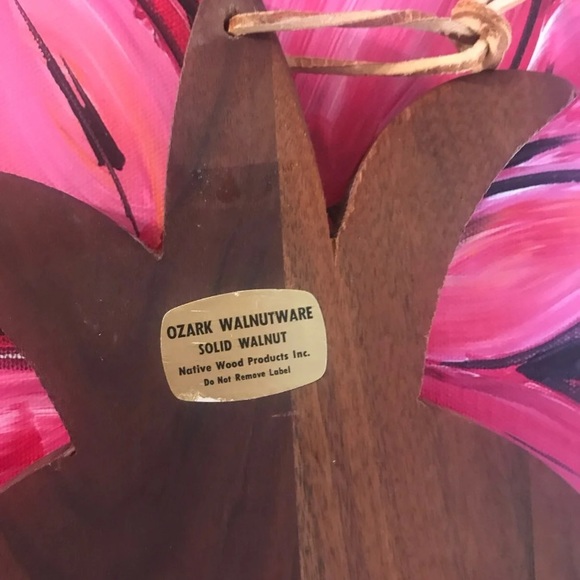 OZARK WALNUTWARE
SOLID WALNUT
Native Wood Products Inc.
Do Not Remove Label